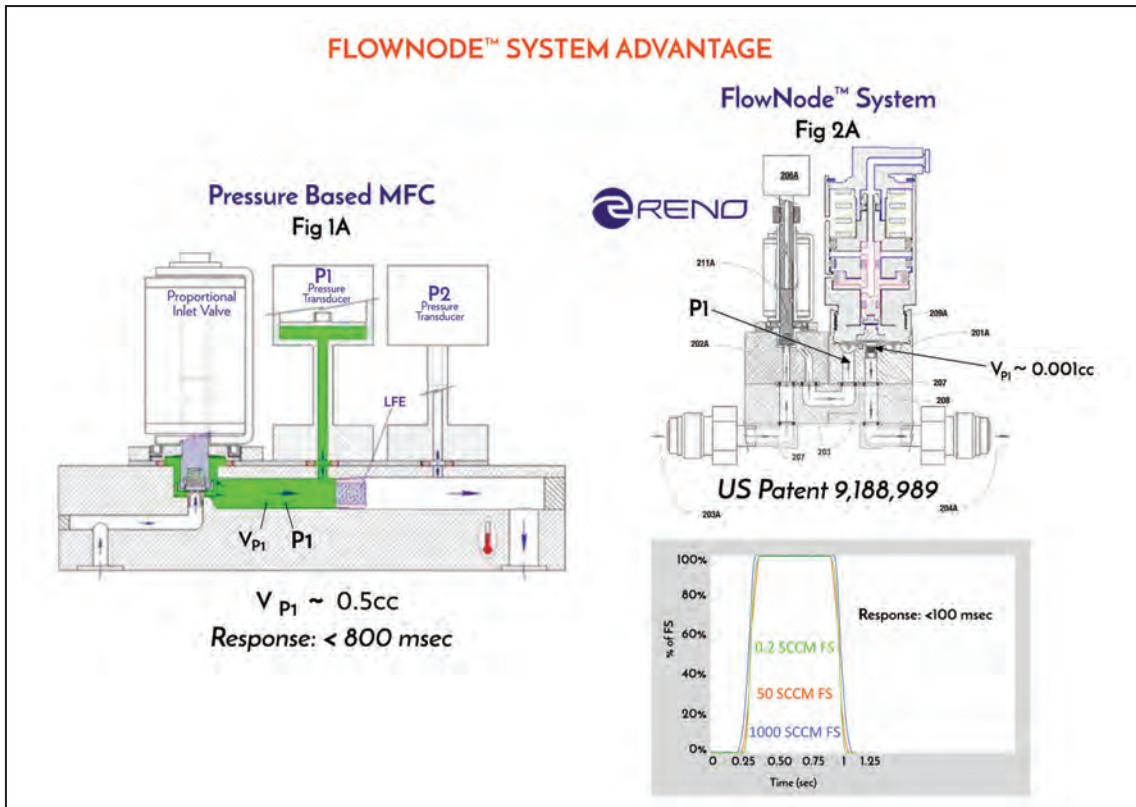 FLOWNODE™ SYSTEM ADVANTAGE
Pressure Based MFC
Fig 1A
Proportional
Inlet Valve
P1
Pressure
Transducer
P2
Pressure
Transducer
LFE
VP1
P1
V P1 ~ 0.5cc
Response: < 800 msec
FlowNode™ System
Fig 2A
RENO
206A
211A
P1
202A
209A
201A
VP1 ~ 0.001cc
207
208
207
203
203A
204A
US Patent 9,188,989
100%
80%
60%
40%
20%
0%
% of FS
Response: <100 msec
0.2 SCCM FS
50 SCCM FS
1000 SCCM FS
0 0.25 0.50 0.75 1 1.25
Time (sec)